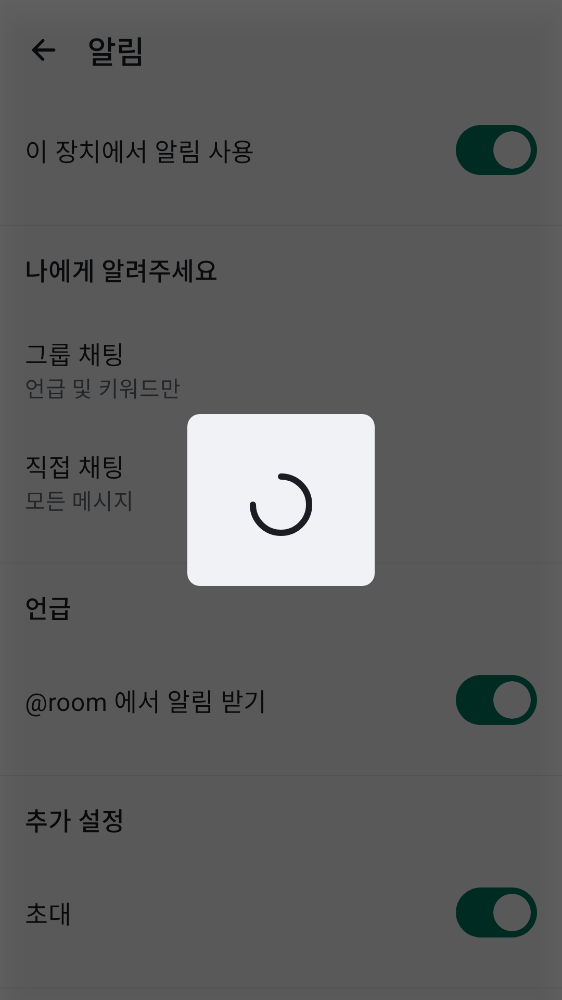 알림
이 장치에서 알림 사용
나에게 알려주세요
그룹 채팅
언급 및 키워드만
직접 채팅
모든 메시지
언급
@room 에서 알림 받기
추가 설정
초대